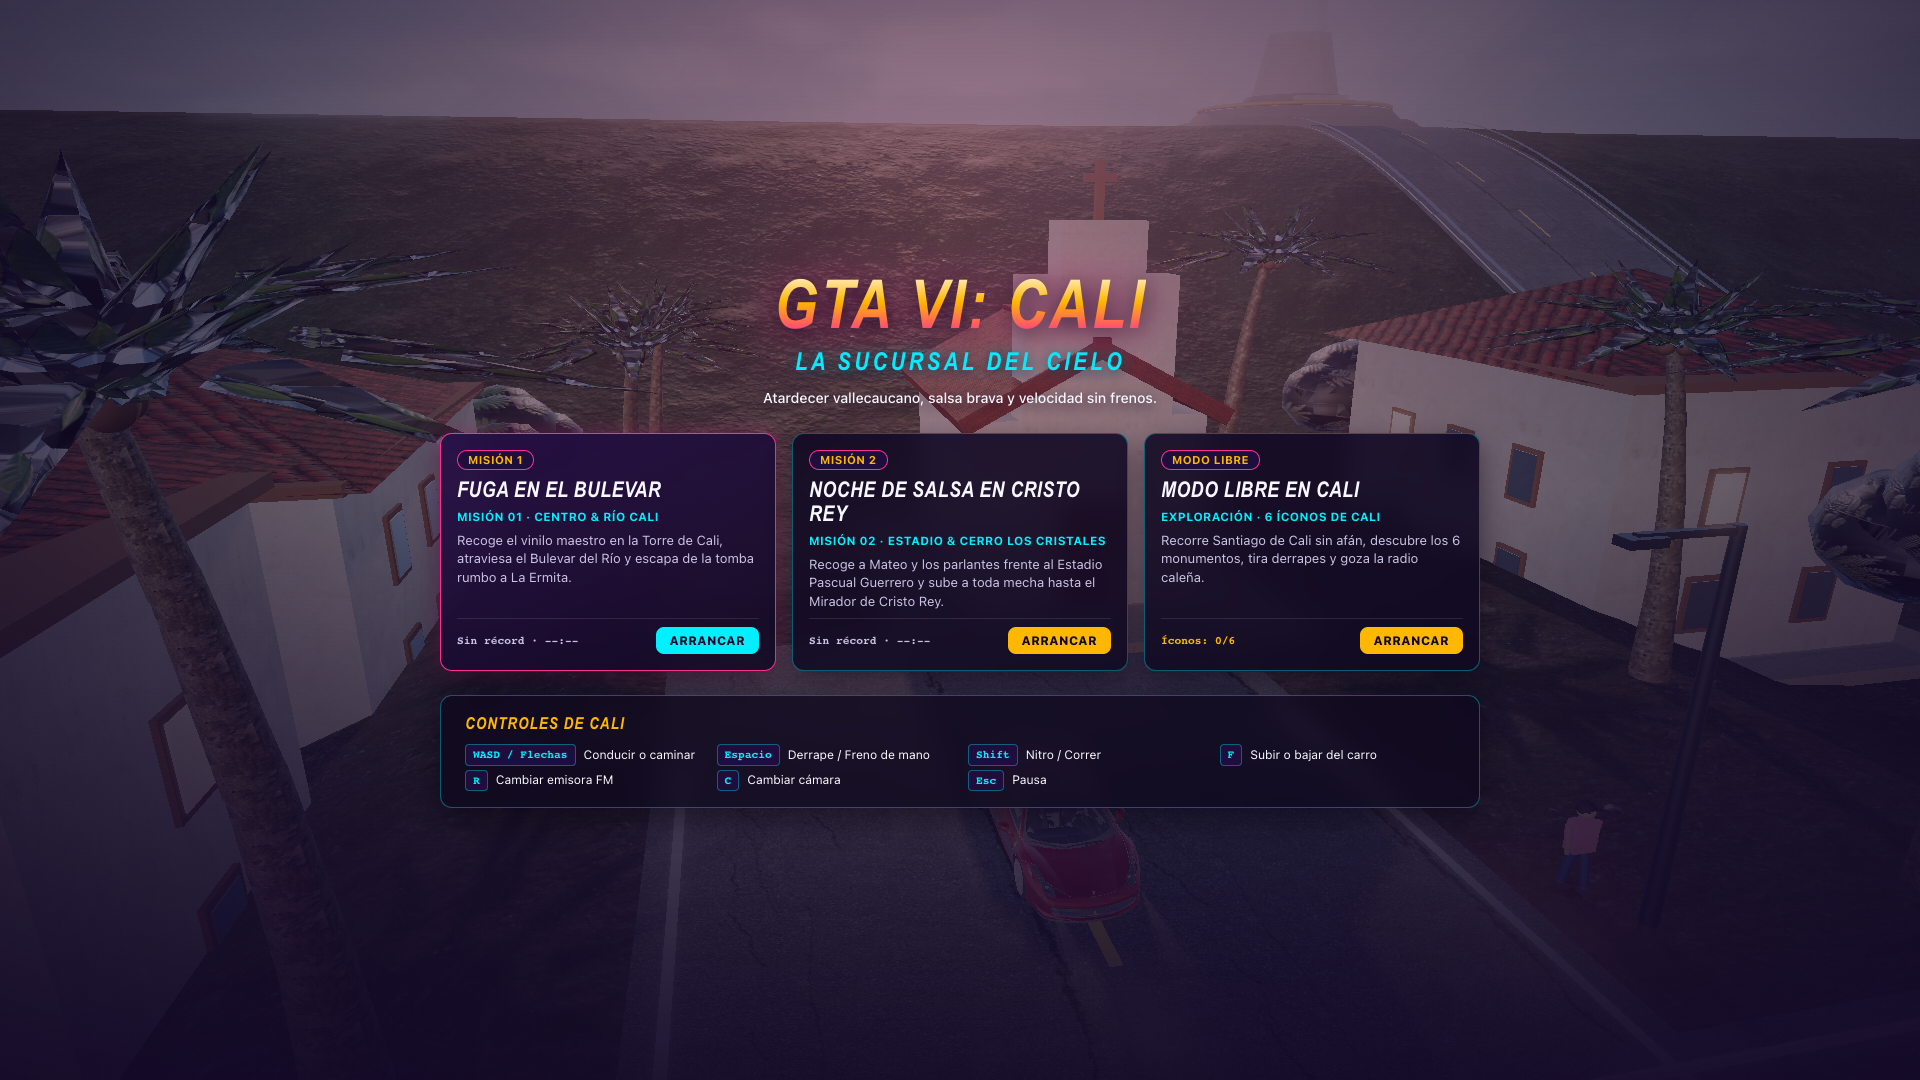 GTA VI: CALI
LA SUCURSAL DEL CIELO
Atardecer vallecaucano, salsa brava y velocidad sin frenos.
MISIÓN 1
FUGA EN EL BULEVAR
MISIÓN 01 · CENTRO & RÍO CALI
Recoge el vinilo maestro en la Torre de Cali,
atraviesa el Bulevar del Río y escapa de la tomba
rumbo a La Ermita.
Sin récord · --:--
ARRANCAR
MISIÓN 2
NOCHE DE SALSA EN CRISTO
REY
MISIÓN 02 · ESTADIO & CERRO LOS CRISTALES
Recoge a Mateo y los parlantes frente al Estadio
Pascual Guerrero y sube a toda mecha hasta el
Mirador de Cristo Rey.
Sin récord · --:--
ARRANCAR
MODO LIBRE
MODO LIBRE EN CALI
EXPLORACIÓN · 6 ÍCONOS DE CALI
Recorre Santiago de Cali sin afán, descubre los 6
monumentos, tira derrapes y goza la radio
caleña.
Íconos: 0/6
ARRANCAR
CONTROLES DE CALI
WASD / Flechas Conducir o caminar
Espacio Derrape / Freno de mano
Shift Nitro / Correr
F Subir o bajar del carro
R Cambiar emisora FM
C Cambiar cámara
Esc Pausa